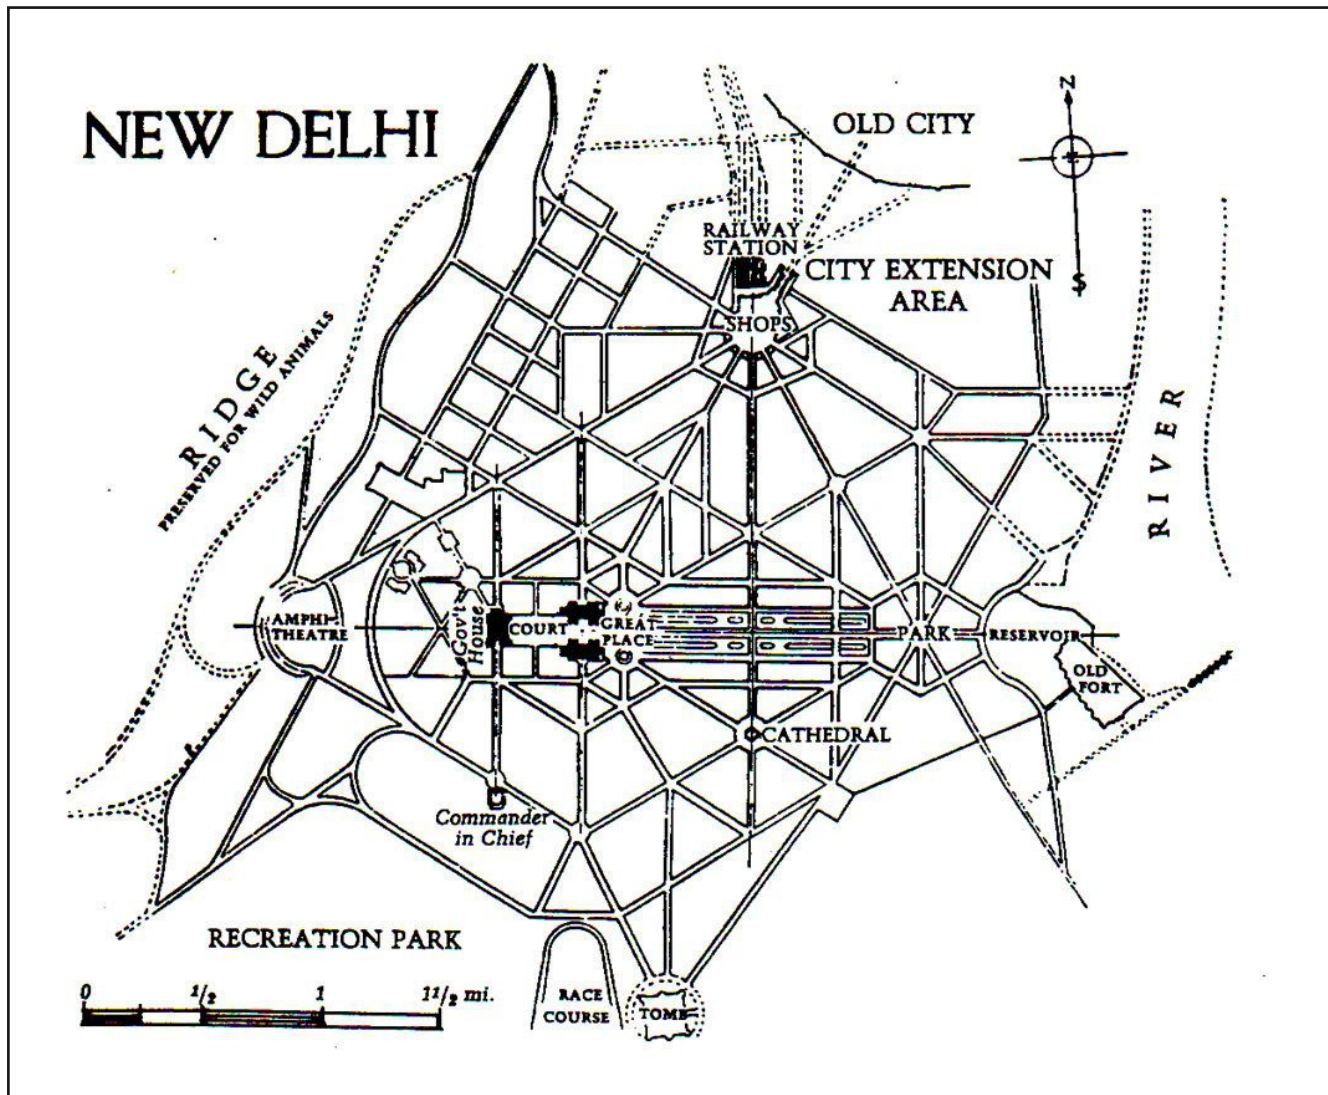 NEW DELHI
OLD CITY
N
S
RAILWAY
STATION
CITY EXTENSION
AREA
SHOPS
RIDGE
PRESERVED FOR WILD ANIMALS
RIVER
AMPHI-
THEATRE
Gov't
House
COURT
GREAT
PLACE
PARK
RESERVOIR
OLD
FORT
CATHEDRAL
Commander
in Chief
RECREATION PARK
0 1/2 1 11/2 mi.
RACE
COURSE
TOMB